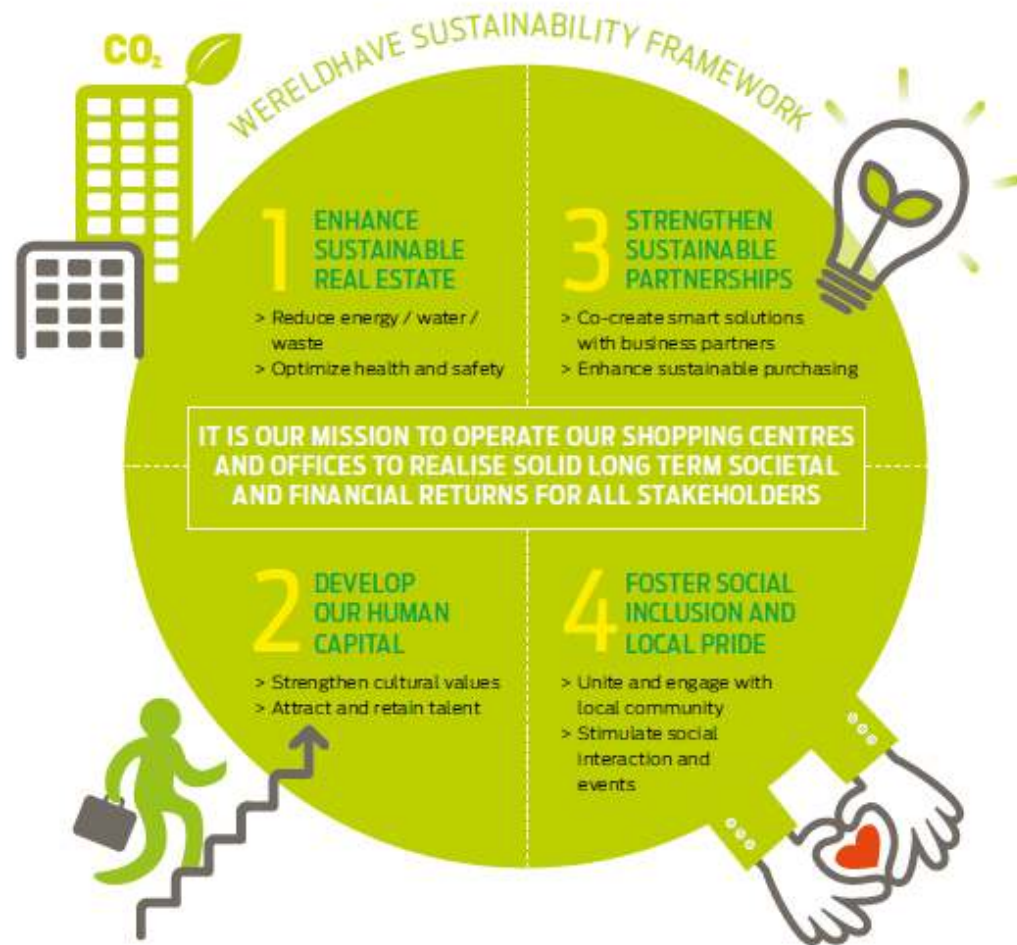 CO₂
WERELDHAVE SUSTAINABILITY FRAMEWORK
1
ENHANCE
SUSTAINABLE
REAL ESTATE
> Reduce energy / water /
waste
> Optimize health and safety
3
STRENGTHEN
SUSTAINABLE
PARTNERSHIPS
> Co-create smart solutions
with business partners
> Enhance sustainable purchasing
IT IS OUR MISSION TO OPERATE OUR SHOPPING CENTRES
AND OFFICES TO REALISE SOLID LONG TERM SOCIETAL
AND FINANCIAL RETURNS FOR ALL STAKEHOLDERS
2
DEVELOP
OUR HUMAN
CAPITAL
> Strengthen cultural values
> Attract and retain talent
4
FOSTER SOCIAL
INCLUSION AND
LOCAL PRIDE
> Unite and engage with
local community
> Stimulate social
interaction and
events